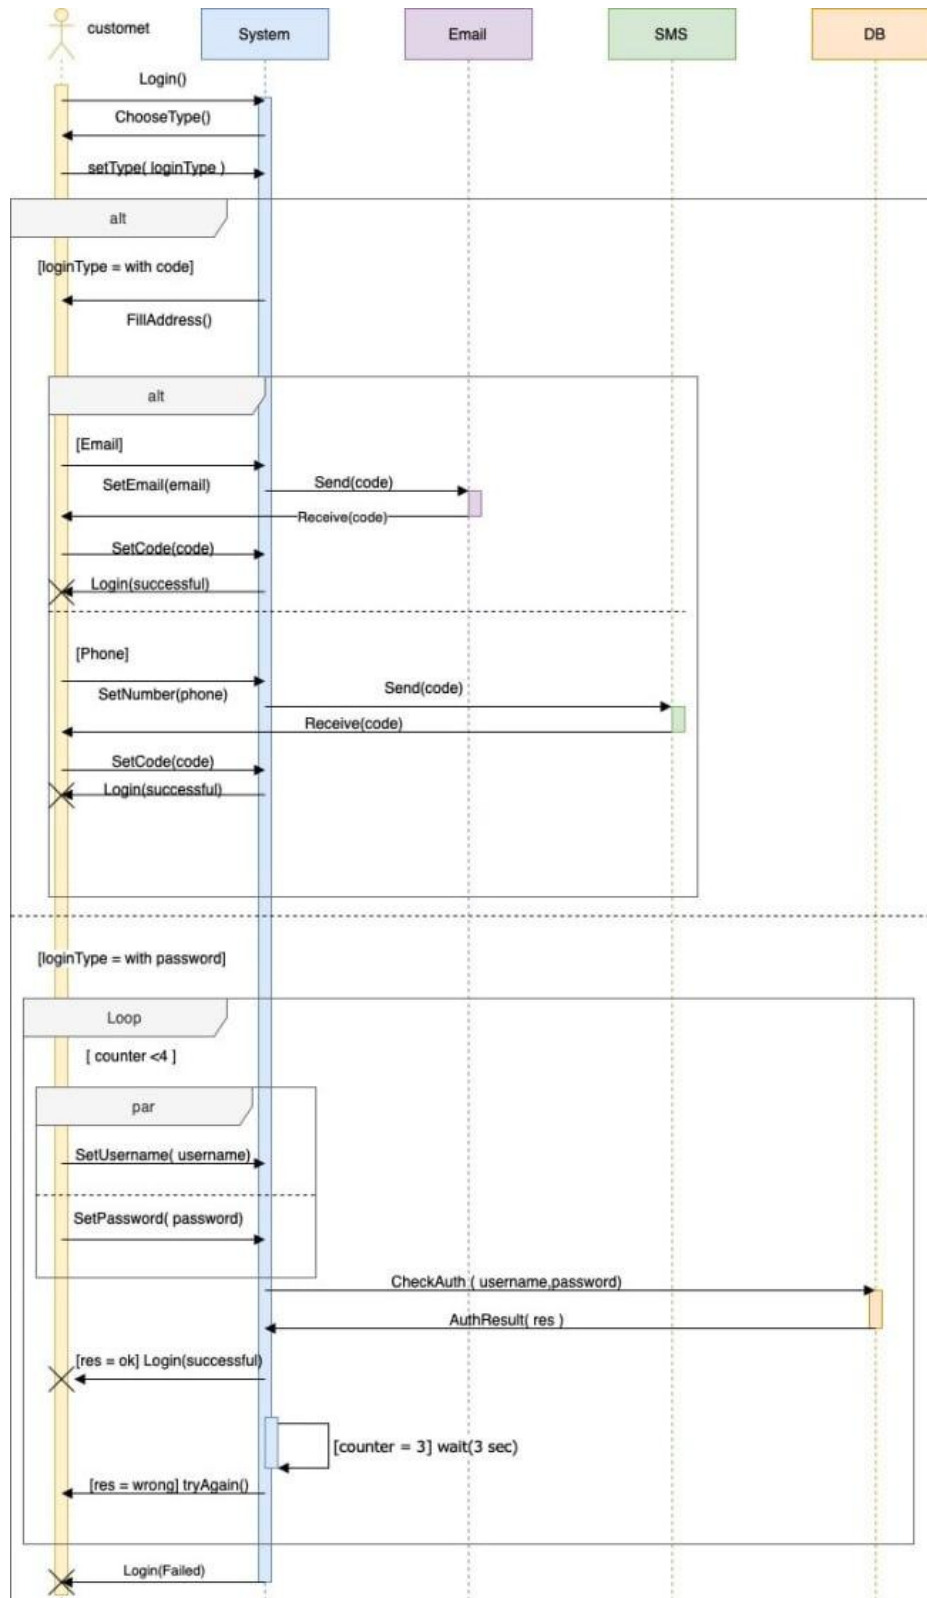 customet
System
Email
SMS
DB
Login()
ChooseType()
setType( loginType )
alt
[loginType = with code]
FillAddress()
alt
[Email]
SetEmail(email)
Send(code)
Receive(code)
SetCode(code)
Login(successful)
[Phone]
SetNumber(phone)
Send(code)
Receive(code)
SetCode(code)
Login(successful)
[loginType = with password]
Loop
[ counter <4 ]
par
SetUsername( username)
SetPassword( password)
CheckAuth ( username,password)
AuthResult( res )
[res = ok] Login(successful)
[counter = 3] wait(3 sec)
[res = wrong] tryAgain()
Login(Failed)